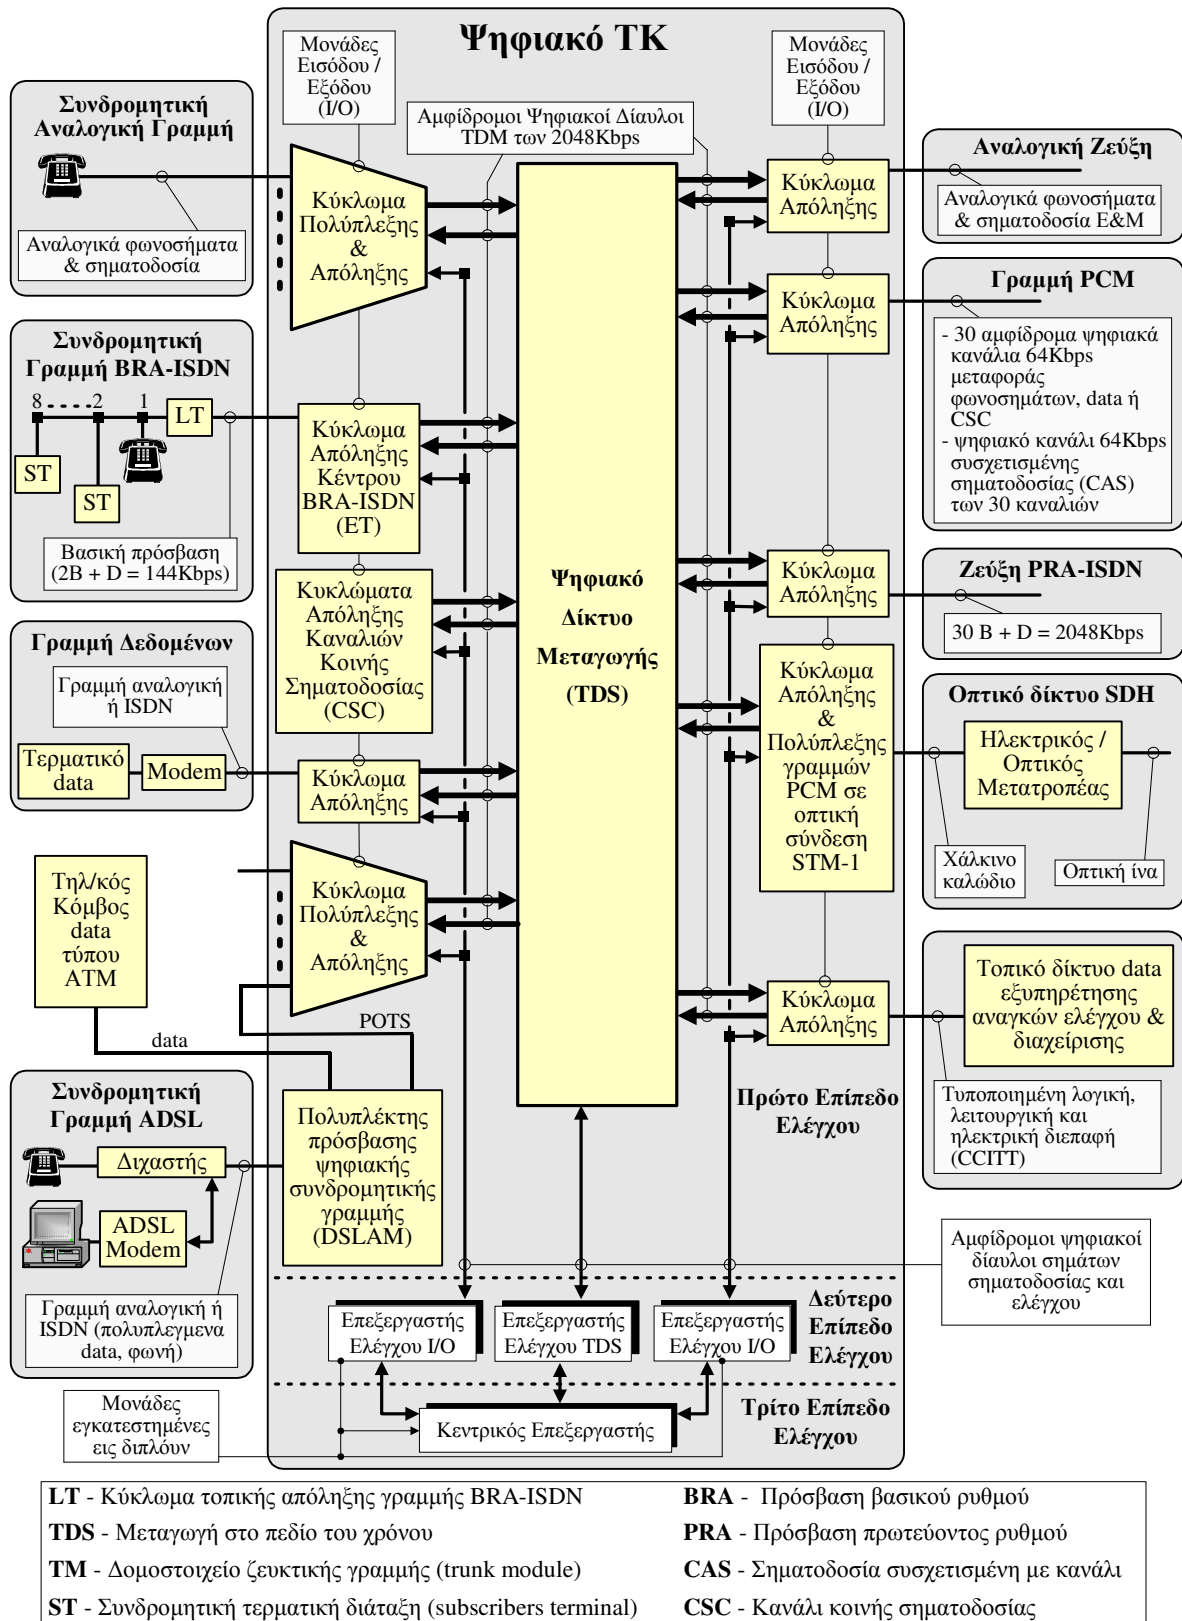 Ψηφιακό ΤΚ
Μονάδες
Εισόδου /
Εξόδου
(I/O)
Μονάδες
Εισόδου /
Εξόδου
(I/O)
Αμφίδρομοι Ψηφιακοί Δίαυλοι
TDM των 2048Kbps
Συνδρομητική
Αναλογική Γραμμή
Αναλογικά φωνοσήματα
& σηματοδοσία
Κύκλωμα
Πολύπλεξης
&
Απόληξης
Κύκλωμα
Απόληξης
Αναλογική Ζεύξη
Αναλογικά φωνοσήματα
& σηματοδοσία E&M
Κύκλωμα
Απόληξης
Γραμμή PCM
- 30 αμφίδρομα ψηφιακά
κανάλια 64Kbps
μεταφοράς
φωνοσημάτων, data ή
CSC
- ψηφιακό κανάλι 64Kbps
συσχετισμένης
σηματοδοσίας (CAS)
των 30 καναλιών
Συνδρομητική
Γραμμή BRA-ISDN
8 - - - - 2 1
LT
ST
ST
Βασική πρόσβαση
(2B + D = 144Kbps)
Κύκλωμα
Απόληξης
Κέντρου
BRA-ISDN
(ET)
Κυκλώματα
Απόληξης
Καναλιών
Κοινής
Σηματοδοσίας
(CSC)
Ψηφιακό
Δίκτυο
Μεταγωγής
(TDS)
Κύκλωμα
Απόληξης
Ζεύξη PRA-ISDN
30 B + D = 2048Kbps
Γραμμή Δεδομένων
Γραμμή αναλογική
ή ISDN
Τερματικό
data
Modem
Κύκλωμα
Απόληξης
Κύκλωμα
Απόληξης
&
Πολύπλεξης
γραμμών
PCM σε
οπτική
σύνδεση
STM-1
Οπτικό δίκτυο SDH
Ηλεκτρικός /
Οπτικός
Μετατροπέας
Χάλκινο
καλώδιο
Οπτική ίνα
Τηλ/κός
Κόμβος
data
τύπου
ATM
Κύκλωμα
Πολύπλεξης
&
Απόληξης
POTS
data
Κύκλωμα
Απόληξης
Τοπικό δίκτυο data
εξυπηρέτησης
αναγκών ελέγχου &
διαχείρισης
Τυποποιημένη λογική,
λειτουργική και
ηλεκτρική διεπαφή
(CCITT)
Συνδρομητική
Γραμμή ADSL
Διχαστής
ADSL
Modem
Γραμμή αναλογική ή
ISDN (πολυπλεγμενα
data, φωνή)
Πολυπλέκτης
πρόσβασης
ψηφιακής
συνδρομητικής
γραμμής
(DSLAM)
Πρώτο Επίπεδο
Ελέγχου
Αμφίδρομοι ψηφιακοί
δίαυλοι σημάτων
σηματοδοσίας και
ελέγχου
Επεξεργαστής
Ελέγχου I/O
Επεξεργαστής
Ελέγχου TDS
Επεξεργαστής
Ελέγχου I/O
Δεύτερο
Επίπεδο
Ελέγχου
Μονάδες
εγκατεστημένες
εις διπλούν
Κεντρικός Επεξεργαστής
Τρίτο Επίπεδο
Ελέγχου
LT - Κύκλωμα τοπικής απόληξης γραμμής BRA-ISDN
TDS - Μεταγωγή στο πεδίο του χρόνου
TM - Δομοστοιχείο ζευκτικής γραμμής (trunk module)
ST - Συνδρομητική τερματική διάταξη (subscribers terminal)
BRA - Πρόσβαση βασικού ρυθμού
PRA - Πρόσβαση πρωτεύοντος ρυθμού
CAS - Σηματοδοσία συσχετισμένη με κανάλι
CSC - Κανάλι κοινής σηματοδοσίας